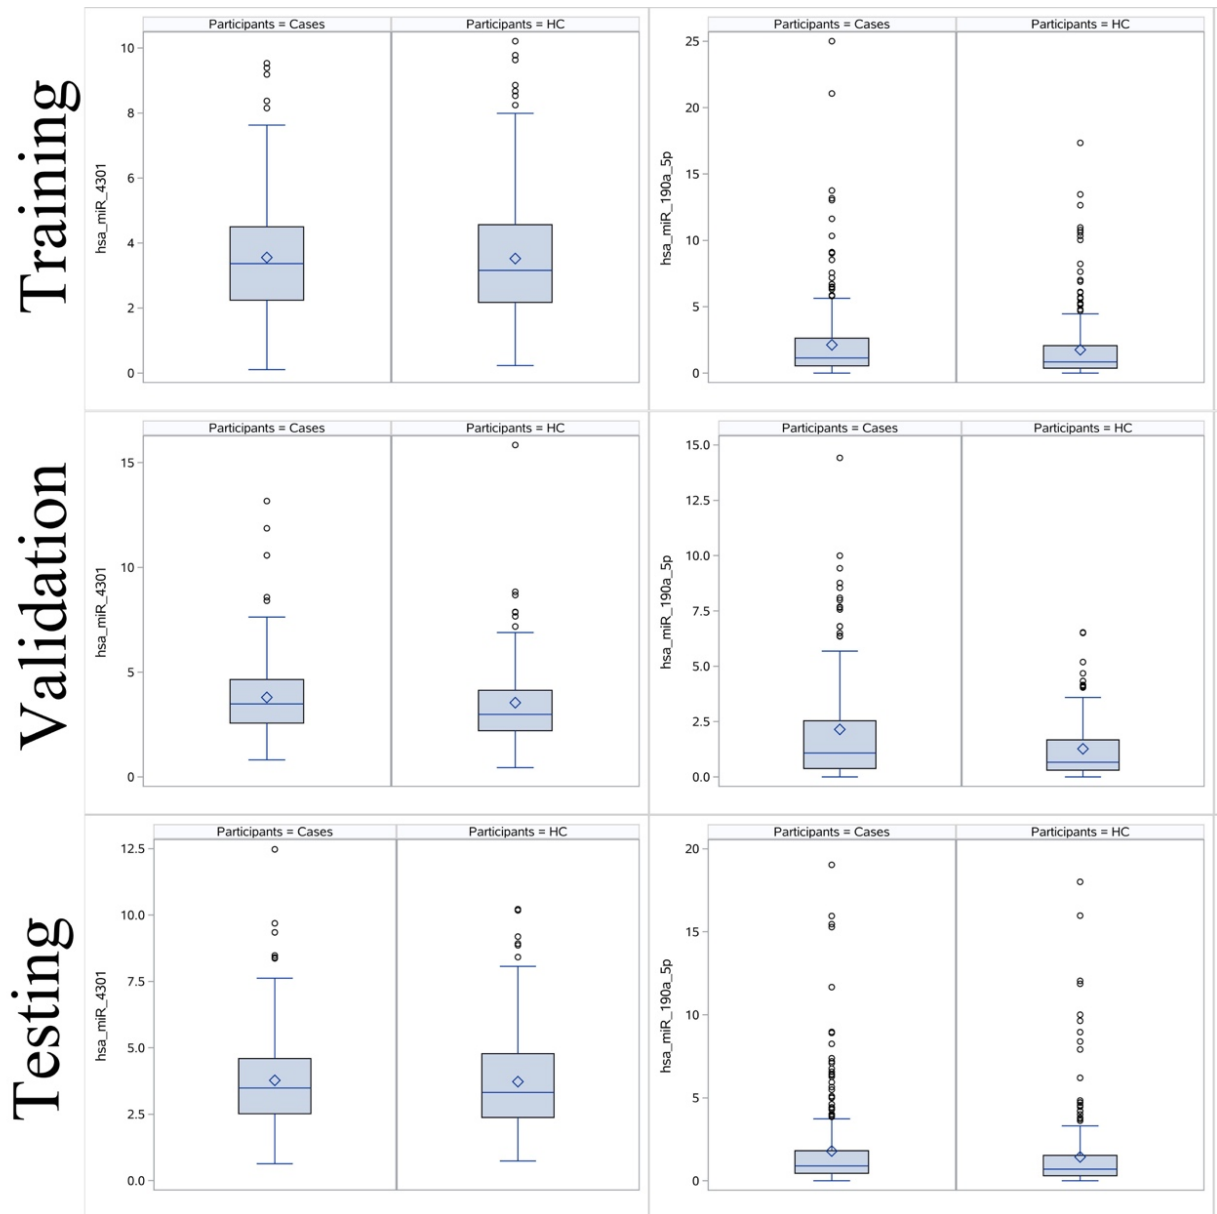 Training
Participants = Cases
Participants = HC
hsa_miR_4301
10
8
6
4
2
0
Participants = Cases
Participants = HC
hsa_miR_190a_5p
25
20
15
10
5
0
Validation
Participants = Cases
Participants = HC
hsa_miR_4301
15
10
5
0
Participants = Cases
Participants = HC
hsa_miR_190a_5p
15.0
12.5
10.0
7.5
5.0
2.5
0.0
Testing
Participants = Cases
Participants = HC
hsa_miR_4301
12.5
10.0
7.5
5.0
2.5
0.0
Participants = Cases
Participants = HC
hsa_miR_190a_5p
20
15
10
5
0